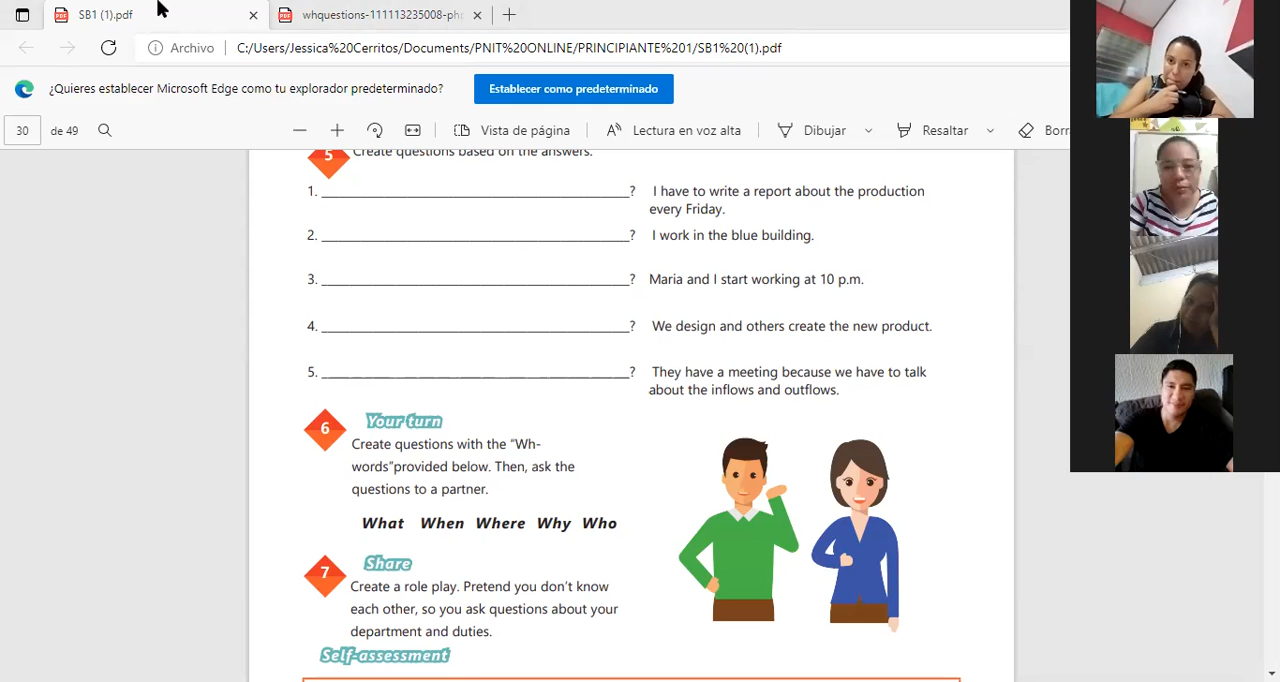 SB1 (1).pdf
whquestions-111113235008-ph
Archivo
C:/Users/Jessica%20Cerritos/Documents/PNIT%20ONLINE/PRINCIPIANTE%201/SB1%20(1).pdf
¿Quieres establecer Microsoft Edge como tu explorador predeterminado?
Establecer como predeterminado
30 de 49
Vista de página
Lectura en voz alta
Dibujar
Resaltar
Borra
5 Create questions based on the answers.
1. ______________________________? I have to write a report about the production
every Friday.
2. ______________________________? I work in the blue building.
3. ______________________________? Maria and I start working at 10 p.m.
4. ______________________________? We design and others create the new product.
5. ______________________________? They have a meeting because we have to talk
about the inflows and outflows.
6 Your turn
Create questions with the "Wh-
words"provided below. Then, ask the
questions to a partner.
What When Where Why Who
7 Share
Create a role play. Pretend you don't know
each other, so you ask questions about your
department and duties.
Self-assessment